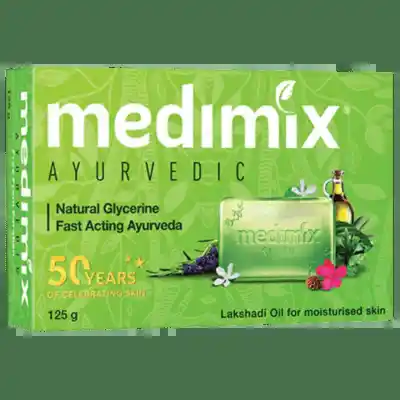 medimix
AYURVEDIC
Natural Glycerine
Fast Acting Ayurveda
medimix
50 YEARS
OF CELEBRATING SKIN
125 g
Lakshadi Oil for moisturised skin
medimix
AYURVEDIC